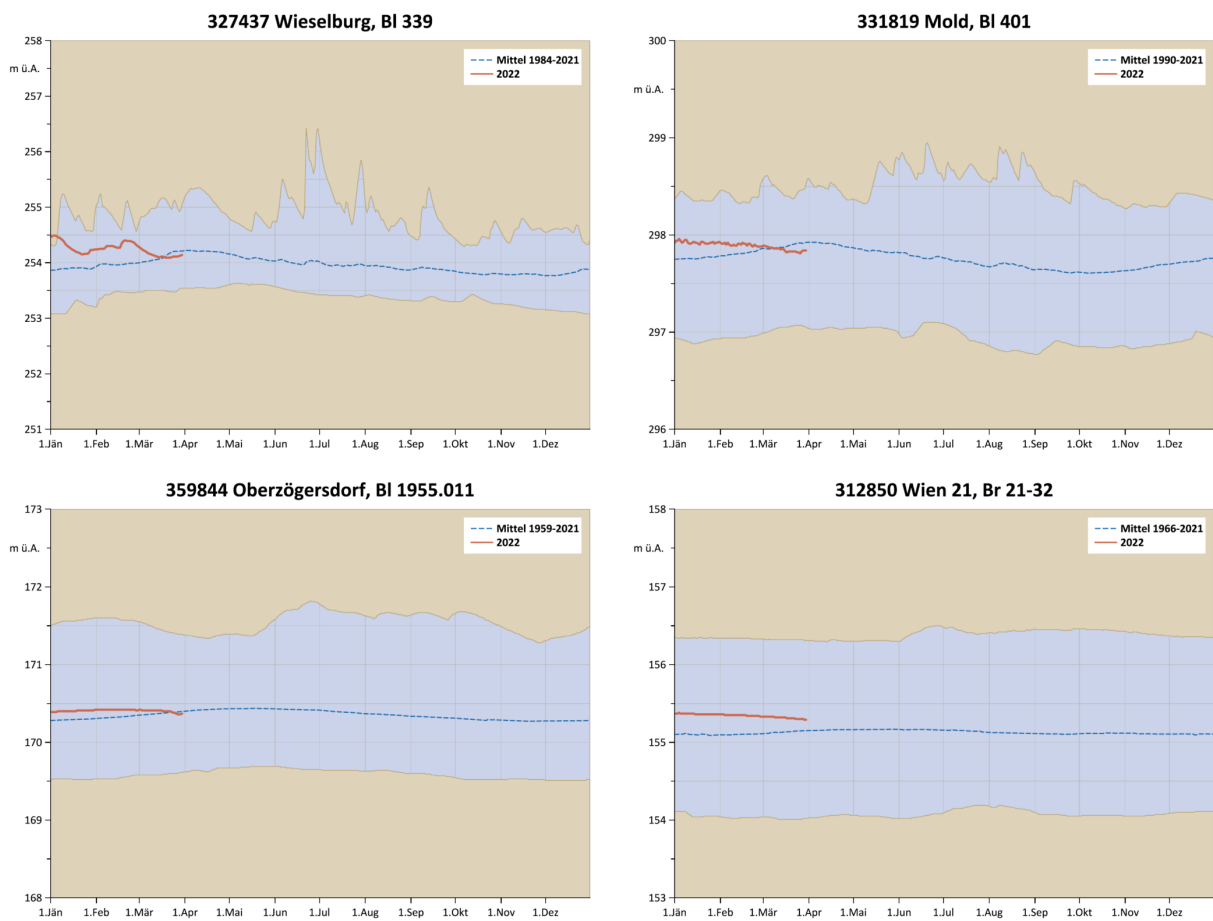 327437 Wieselburg, Bl 339
258
m ü.A.
257
256
255
254
253
252
251
Mittel 1984-2021
2022
1.Jän 1.Feb 1.Mär 1.Apr 1.Mai 1.Jun 1.Jul 1.Aug 1.Sep 1.Okt 1.Nov 1.Dez
331819 Mold, Bl 401
300
m ü.A.
299
298
297
296
Mittel 1990-2021
2022
1.Jän 1.Feb 1.Mär 1.Apr 1.Mai 1.Jun 1.Jul 1.Aug 1.Sep 1.Okt 1.Nov 1.Dez
359844 Oberzögersdorf, Bl 1955.011
173
m ü.A.
172
171
170
169
168
Mittel 1959-2021
2022
1.Jän 1.Feb 1.Mär 1.Apr 1.Mai 1.Jun 1.Jul 1.Aug 1.Sep 1.Okt 1.Nov 1.Dez
312850 Wien 21, Br 21-32
158
m ü.A.
157
156
155
154
153
Mittel 1966-2021
2022
1.Jän 1.Feb 1.Mär 1.Apr 1.Mai 1.Jun 1.Jul 1.Aug 1.Sep 1.Okt 1.Nov 1.Dez